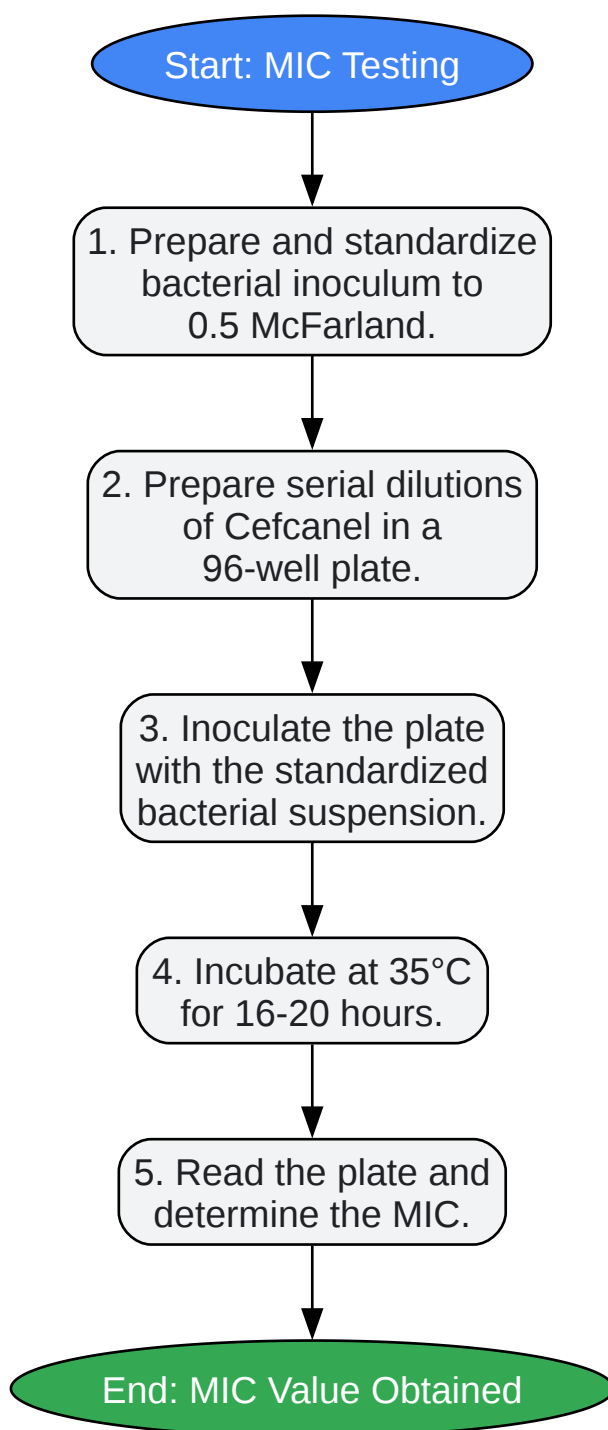 Start: MIC Testing
1. Prepare and standardize
bacterial inoculum to
0.5 McFarland.
2. Prepare serial dilutions
of Cefcanel in a
96-well plate.
3. Inoculate the plate
with the standardized
bacterial suspension.
4. Incubate at 35°C
for 16-20 hours.
5. Read the plate and
determine the MIC.
End: MIC Value Obtained